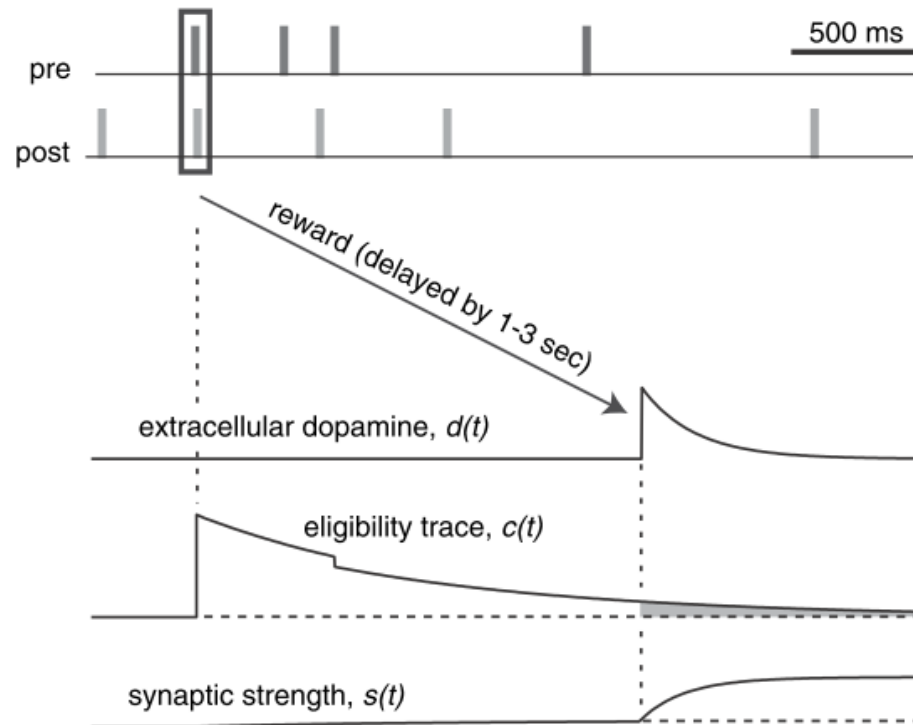 500 ms
pre
post
reward (delayed by 1-3 sec)
extracellular dopamine, d(t)
eligibility trace, c(t)
synaptic strength, s(t)